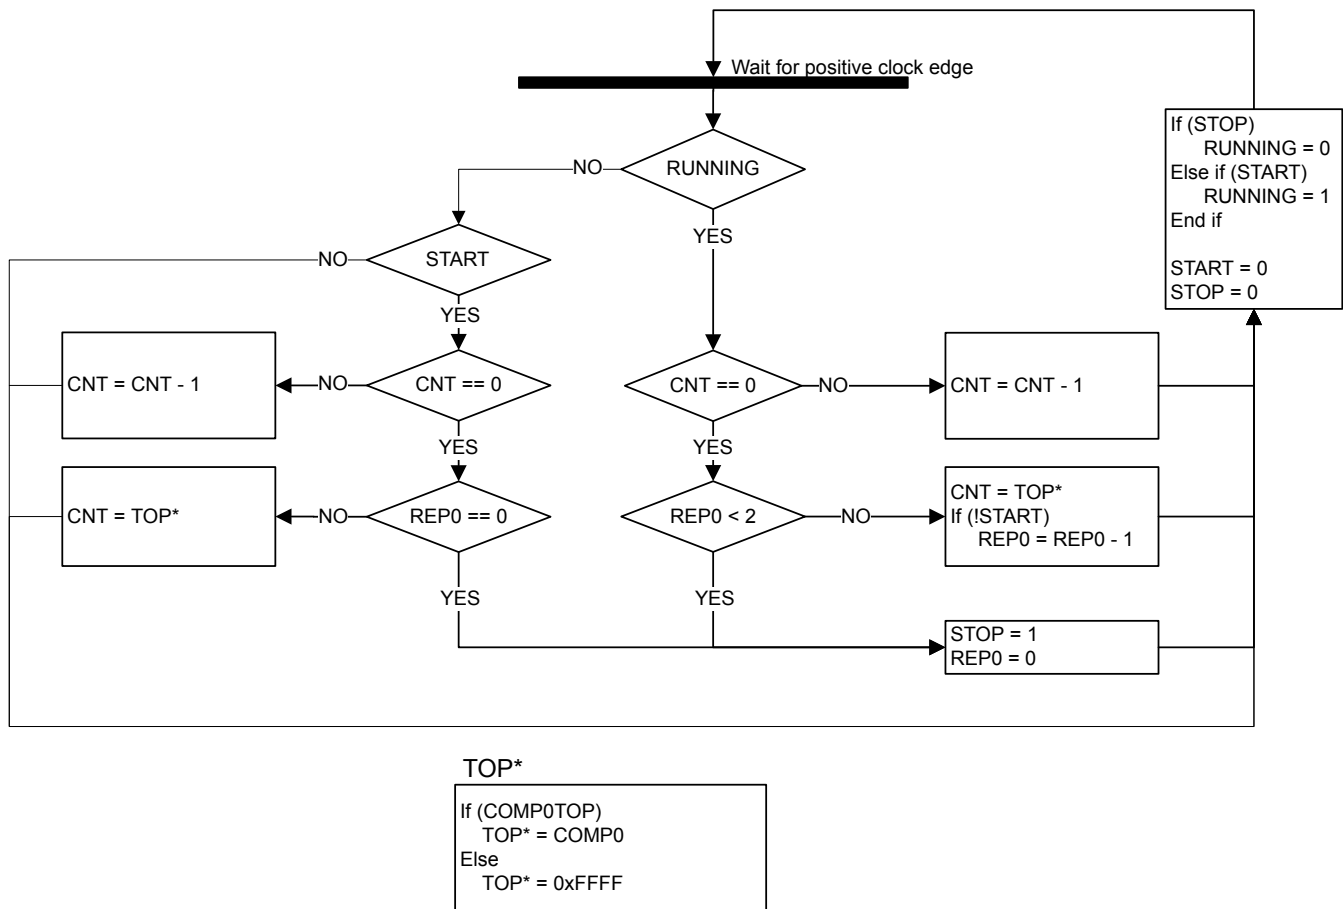 Wait for positive clock edge
If (STOP)
RUNNING = 0
Else if (START)
RUNNING = 1
End if
START = 0
STOP = 0
NO
RUNNING
YES
NO
START
YES
CNT = CNT - 1
NO
CNT == 0
CNT == 0
NO
CNT = CNT - 1
YES
YES
CNT = TOP*
NO
REP0 == 0
REP0 < 2
NO
CNT = TOP*
If (!START)
REP0 = REP0 - 1
YES
YES
STOP = 1
REP0 = 0
TOP*
If (COMP0TOP)
TOP* = COMP0
Else
TOP* = 0xFFFF